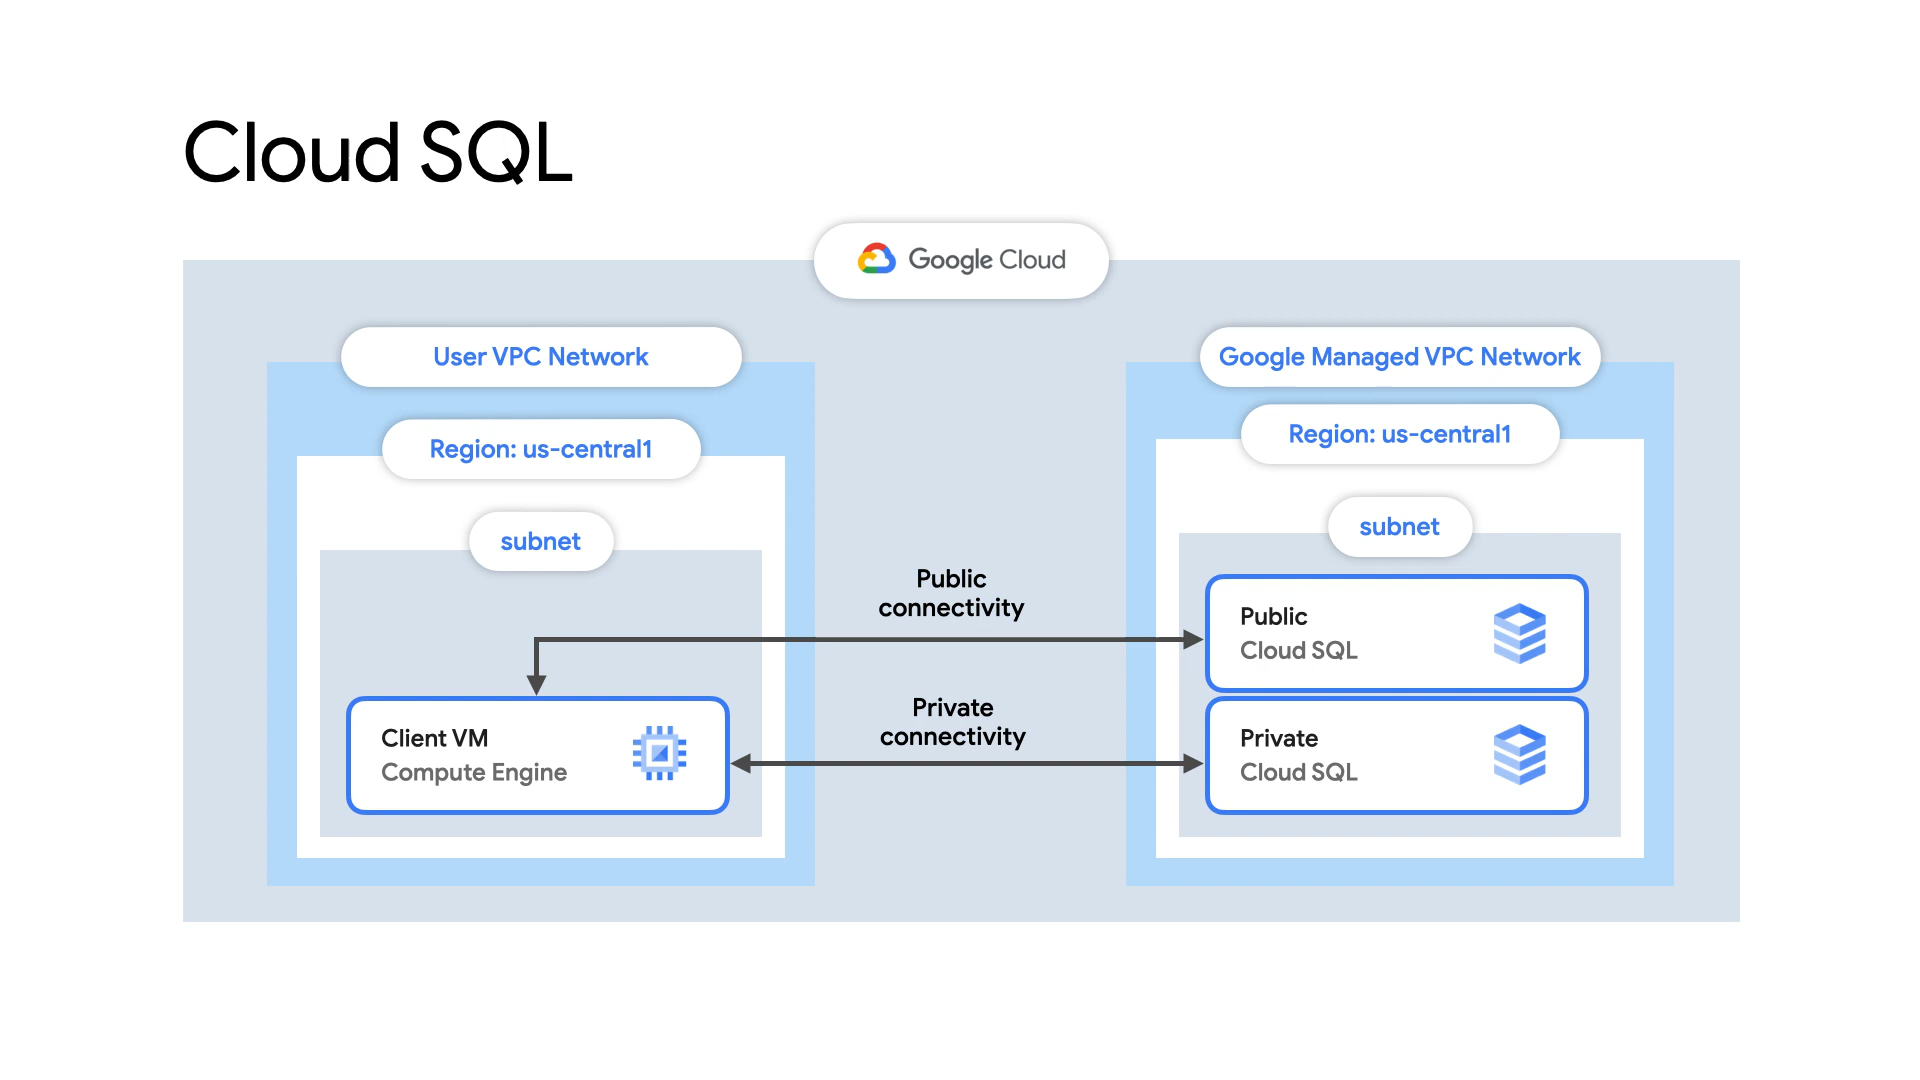 Cloud SQL
Google Cloud
User VPC Network
Region: us-central1
subnet
Client VM
Compute Engine
Public
connectivity
Private
connectivity
Google Managed VPC Network
Region: us-central1
subnet
Public
Cloud SQL
Private
Cloud SQL